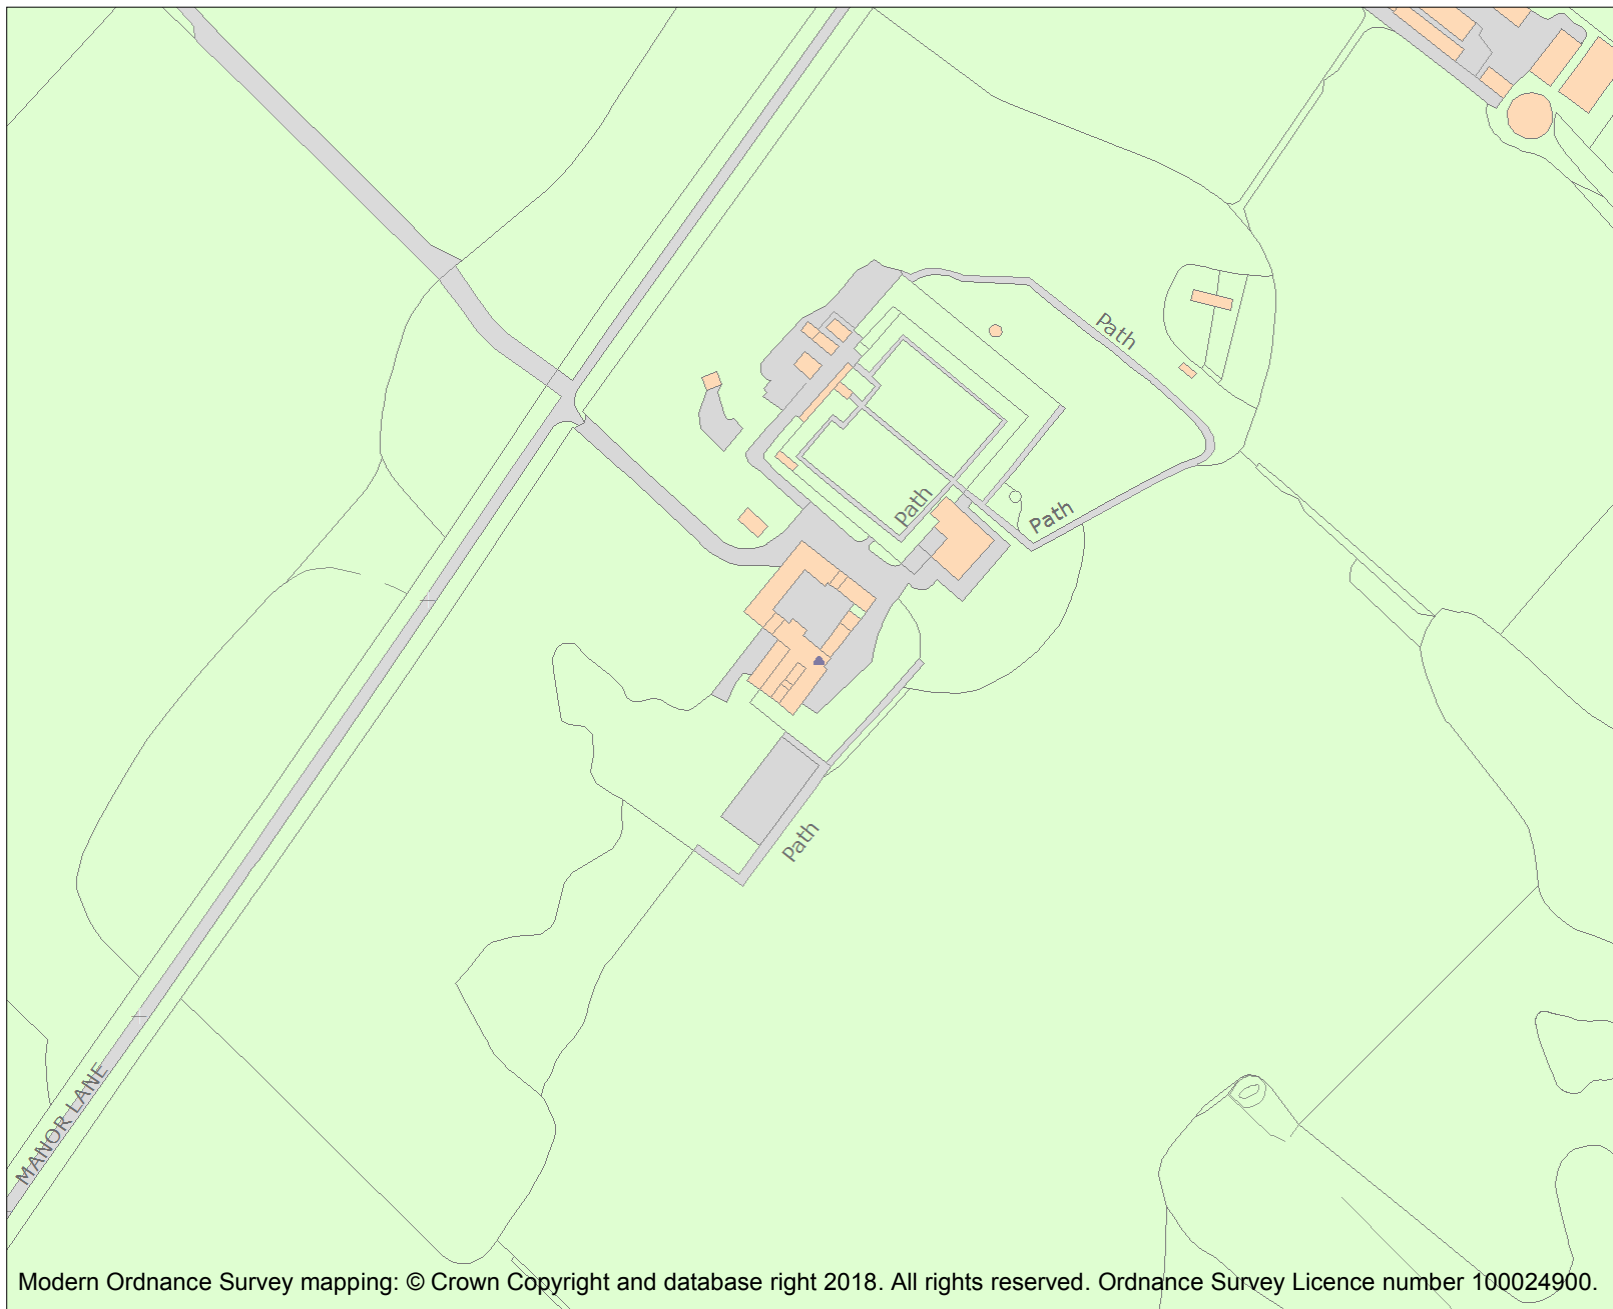 Path
Path
Path
Path
MANOR LANE
Modern Ordnance Survey mapping: © Crown Copyright and database right 2018. All rights reserved. Ordnance Survey Licence number 100024900.